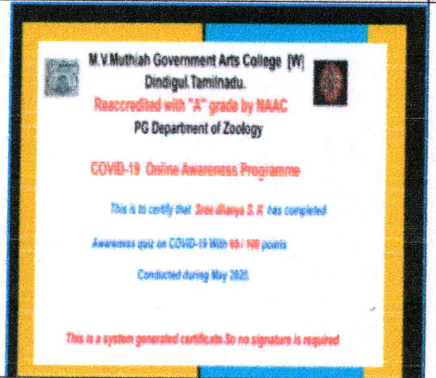 M.V.Muthiah Government Arts College [W]
Dindigul.Tamilnadu.
Reaccredited with "A" grade by NAAC
PG Department of Zoology
COVID-19 Online Awareness Programme
This is to certify that Sree dhanya S. K has completed
Awareness quiz on COVID-19 With / 100 points
Conducted during May 2020.
This is a system generated certificate.So no signature is required